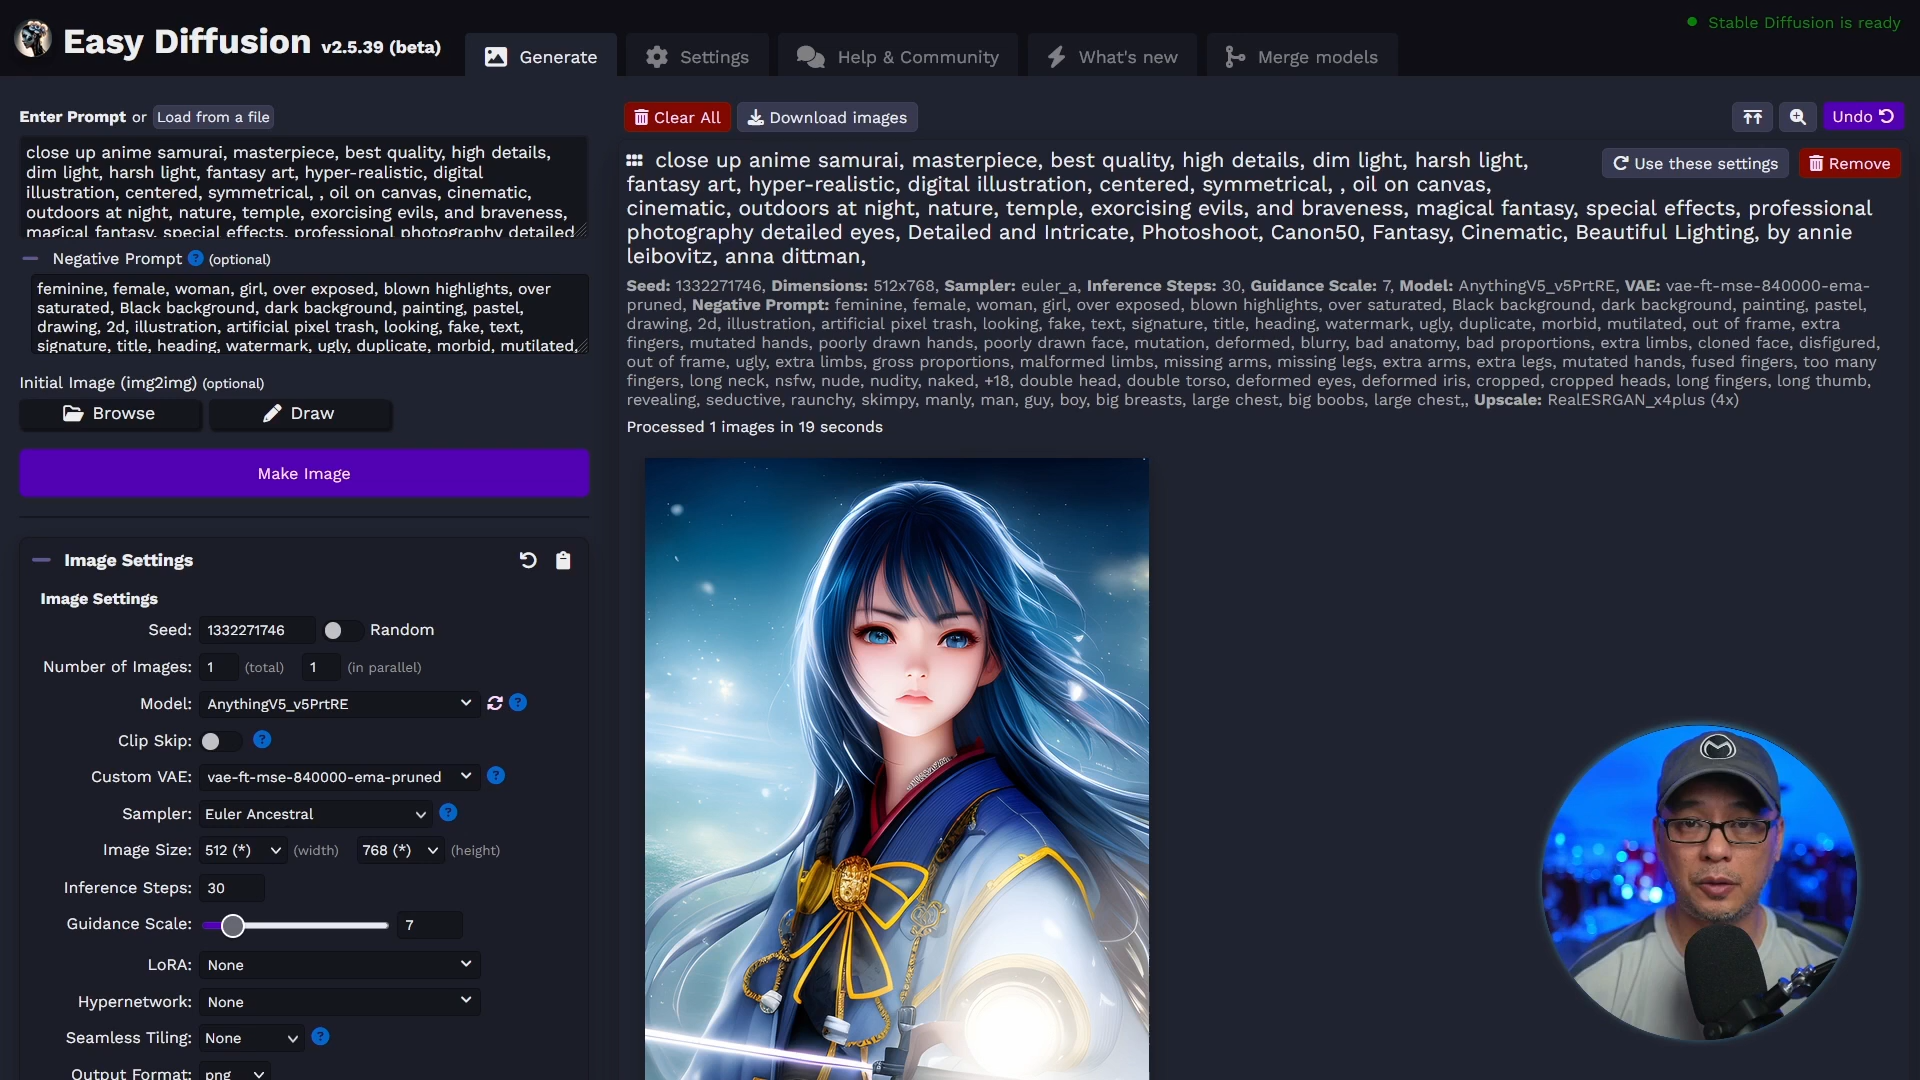 Easy Diffusion v2.5.39 (beta)
Generate
Settings
Help & Community
What's new
Merge models
Stable Diffusion is ready
Enter Prompt or Load from a file
close up anime samurai, masterpiece, best quality, high details,
dim light, harsh light, fantasy art, hyper-realistic, digital
illustration, centered, symmetrical, , oil on canvas, cinematic,
outdoors at night, nature, temple, exorcising evils, and braveness,
magical fantasy, special effects, professional photography detailed
Negative Prompt ? (optional)
feminine, female, woman, girl, over exposed, blown highlights, over
saturated, Black background, dark background, painting, pastel,
drawing, 2d, illustration, artificial pixel trash, looking, fake, text,
signature, title, heading, watermark, ugly, duplicate, morbid, mutilated,
Initial Image (img2img) (optional)
Browse
Draw
Make Image
Image Settings
Image Settings
Seed: 1332271746 Random
Number of Images: 1 (total) 1 (in parallel)
Model: AnythingV5_v5PrtRE ?
Clip Skip: ?
Custom VAE: vae-ft-mse-840000-ema-pruned ?
Sampler: Euler Ancestral ?
Image Size: 512 (*) (width) 768 (*) (height)
Inference Steps: 30
Guidance Scale: 7
LoRA: None
Hypernetwork: None
Seamless Tiling: None ?
Output Format: png
Clear All
Download images
Undo
close up anime samurai, masterpiece, best quality, high details, dim light, harsh light,
fantasy art, hyper-realistic, digital illustration, centered, symmetrical, , oil on canvas,
cinematic, outdoors at night, nature, temple, exorcising evils, and braveness, magical fantasy, special effects, professional
photography detailed eyes, Detailed and Intricate, Photoshoot, Canon50, Fantasy, Cinematic, Beautiful Lighting, by annie
leibovitz, anna dittman,
Use these settings
Remove
Seed: 1332271746, Dimensions: 512x768, Sampler: euler_a, Inference Steps: 30, Guidance Scale: 7, Model: AnythingV5_v5PrtRE, VAE: vae-ft-mse-840000-ema-
pruned, Negative Prompt: feminine, female, woman, girl, over exposed, blown highlights, over saturated, Black background, dark background, painting, pastel,
drawing, 2d, illustration, artificial pixel trash, looking, fake, text, signature, title, heading, watermark, ugly, duplicate, morbid, mutilated, out of frame, extra
fingers, mutated hands, poorly drawn hands, poorly drawn face, mutation, deformed, blurry, bad anatomy, bad proportions, extra limbs, cloned face, disfigured,
out of frame, ugly, extra limbs, gross proportions, malformed limbs, missing arms, missing legs, extra arms, extra legs, mutated hands, fused fingers, too many
fingers, long neck, nsfw, nude, nudity, naked, +18, double head, double torso, deformed eyes, deformed iris, cropped, cropped heads, long fingers, long thumb,
revealing, seductive, raunchy, skimpy, manly, man, guy, boy, big breasts, large chest, big boobs, large chest,, Upscale: RealESRGAN_x4plus (4x)
Processed 1 images in 19 seconds